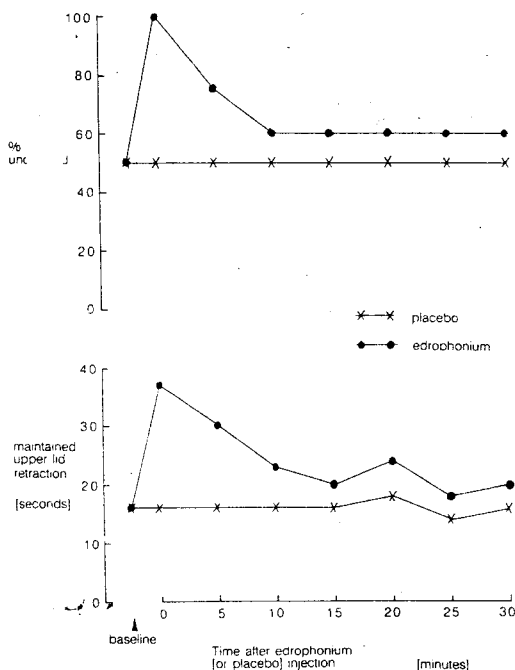 100
80
%
60
40
20
0
placebo
edrophonium
40
maintained
upper lid
retraction
30
[seconds]
20
10
0
0 5 10 15 20 25 30
baseline
Time after edrophonium
[or placebo] injection [minutes]